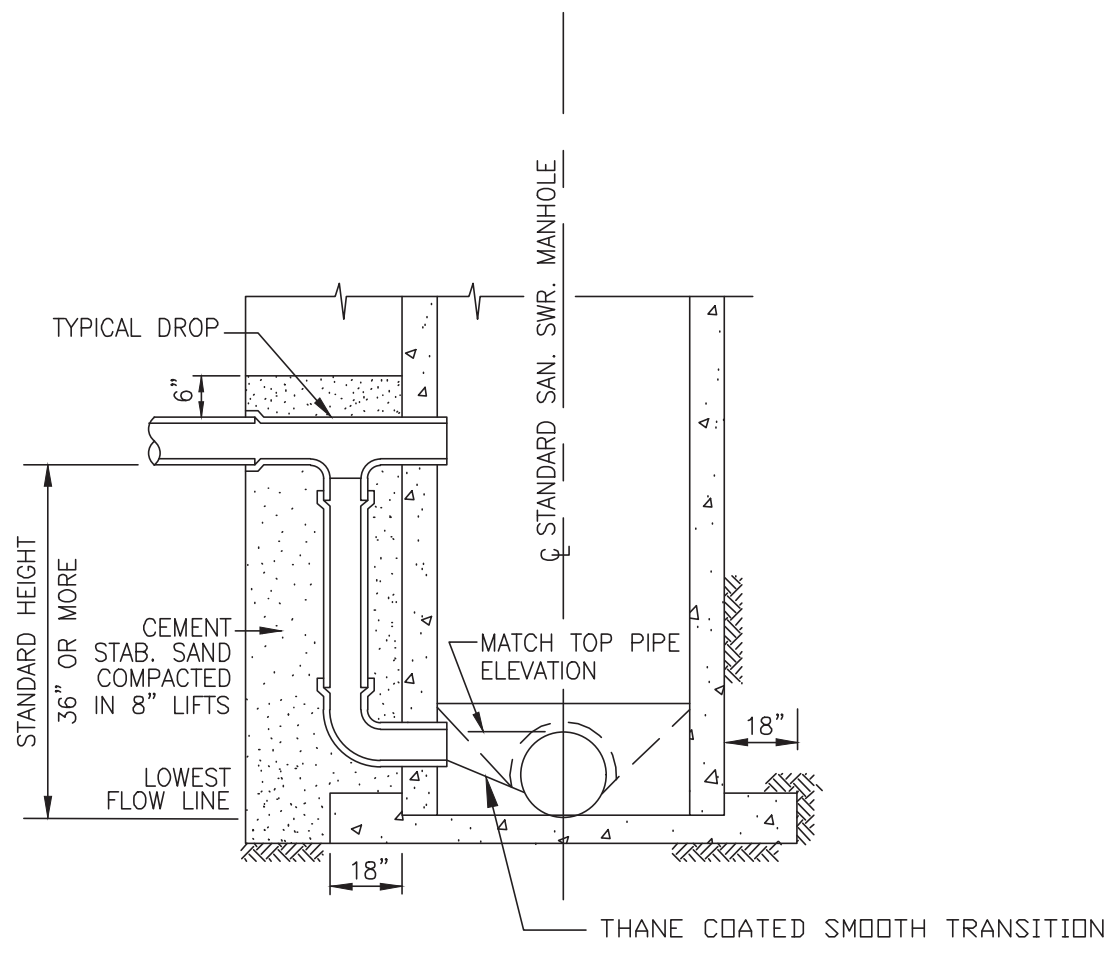 ℄ STANDARD SAN. SWR. MANHOLE
TYPICAL DROP
6"
STANDARD HEIGHT
36" OR MORE
CEMENT
STAB. SAND
COMPACTED
IN 8" LIFTS
MATCH TOP PIPE
ELEVATION
18"
LOWEST
FLOW LINE
18"
THANE COATED SMOOTH TRANSITION